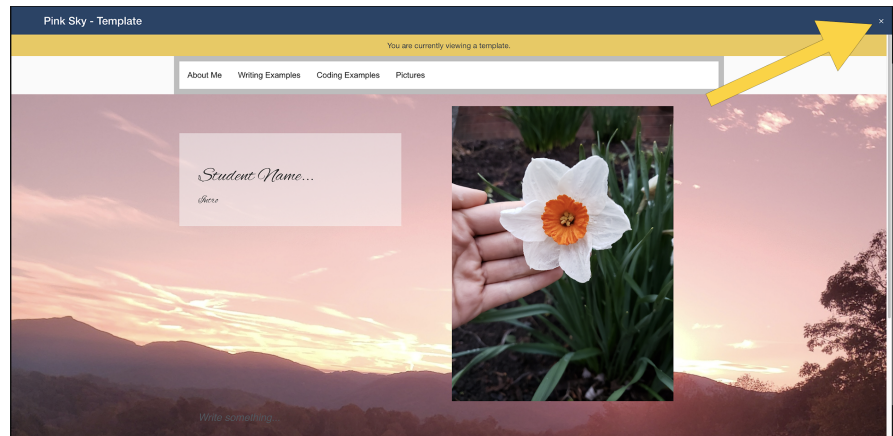 Pink Sky - Template
×
You are currently viewing a template.
About Me Writing Examples Coding Examples Pictures
Student Name...
Intro
Write something...